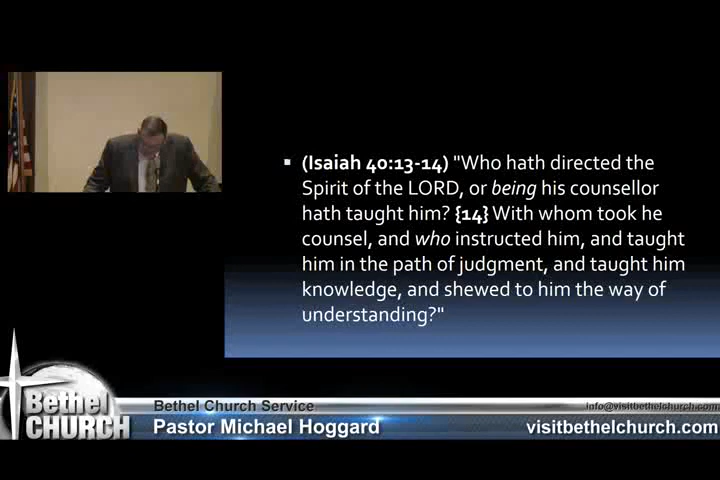 ▪ (Isaiah 40:13-14) "Who hath directed the
Spirit of the LORD, or being his counsellor
hath taught him? {14} With whom took he
counsel, and who instructed him, and taught
him in the path of judgment, and taught him
knowledge, and shewed to him the way of
understanding?"
Bethel
CHURCH
Bethel Church Service
info@visitbethelchurch.com
Pastor Michael Hoggard
visitbethelchurch.com